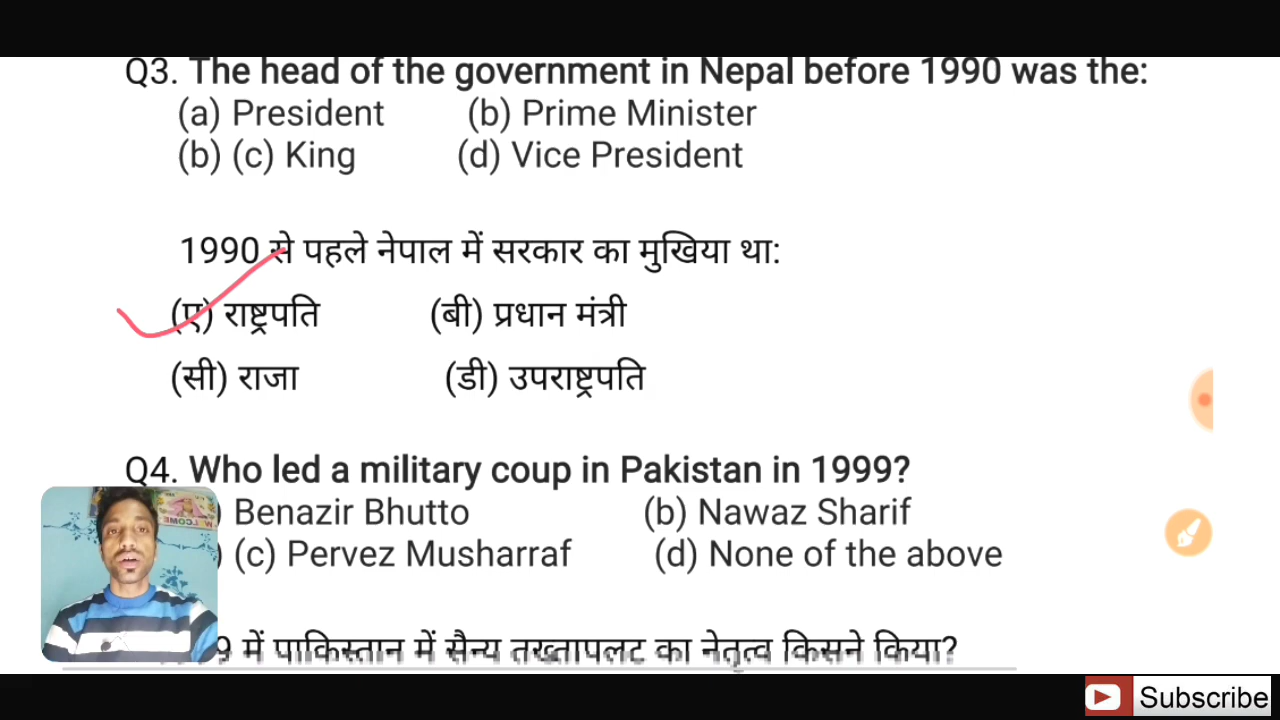 Q3. The head of the government in Nepal before 1990 was the:
(a) President (b) Prime Minister
(b) (c) King (d) Vice President
1990 से पहले नेपाल में सरकार का मुखिया था:
(ए) राष्ट्रपति (बी) प्रधान मंत्री
(सी) राजा (डी) उपराष्ट्रपति
Q4. Who led a military coup in Pakistan in 1999?
Benazir Bhutto (b) Nawaz Sharif
) (c) Pervez Musharraf (d) None of the above
9 में पाकिस्तान में सैन्य तख्तापलट का नेतृत्व किसने किया?
Subscribe